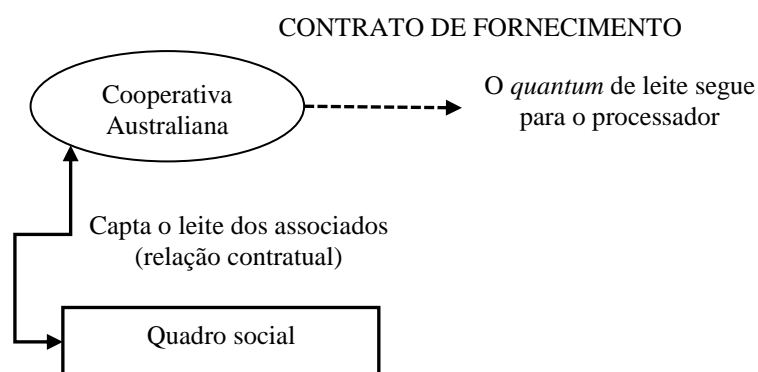 CONTRATO DE FORNECIMENTO
Cooperativa
Australiana
O quantum de leite segue
para o processador
Capta o leite dos associados
(relação contratual)
Quadro social